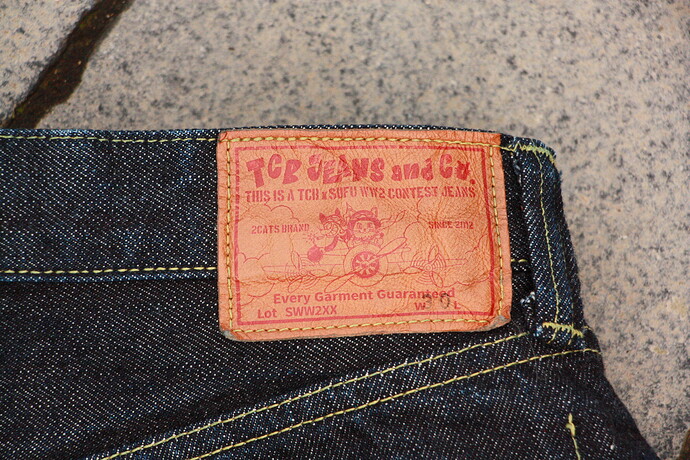 TCB JEANS and Co.
THIS IS A TCB x SUFU WW2 CONTEST JEANS
2CATS BRAND SINCE 2112
Every Garment Guaranteed
Lot SWW2XX W L